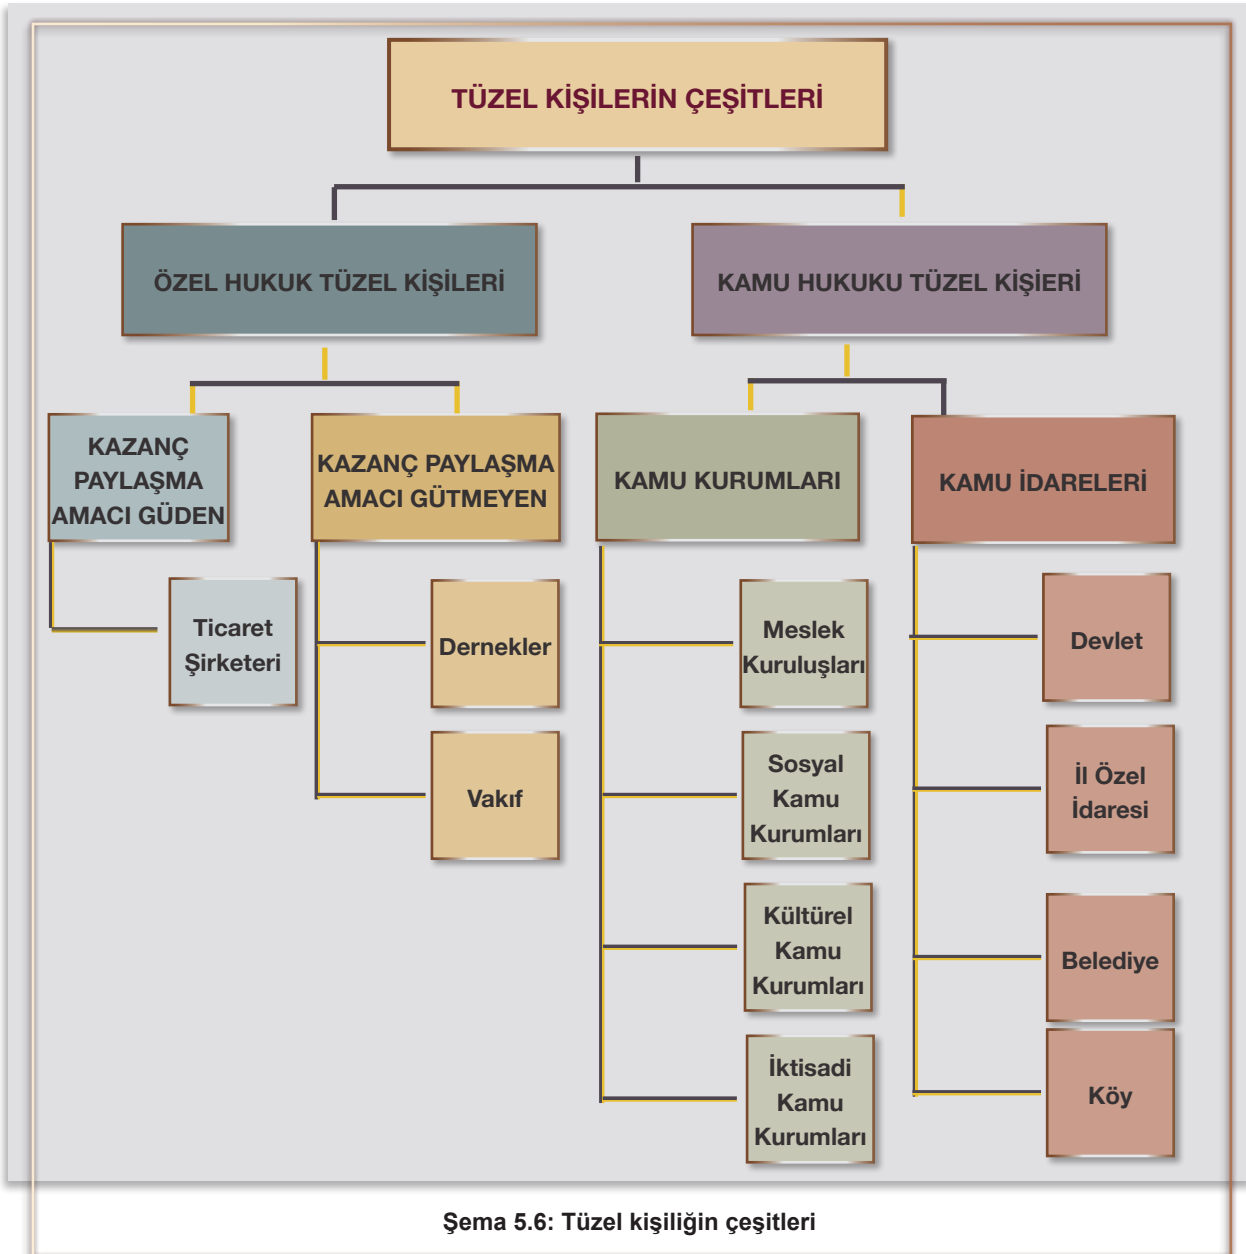 TÜZEL KİŞİLERİN ÇEŞİTLERİ
ÖZEL HUKUK TÜZEL KİŞİLERİ
KAMU HUKUKU TÜZEL KİŞİERİ
KAZANÇ
PAYLAŞMA
AMACI GÜDEN
KAZANÇ PAYLAŞMA
AMACI GÜTMEYEN
KAMU KURUMLARI
KAMU İDARELERİ
Ticaret
Şirketeri
Dernekler
Vakıf
Meslek
Kuruluşları
Sosyal
Kamu
Kurumları
Kültürel
Kamu
Kurumları
İktisadi
Kamu
Kurumları
Devlet
İl Özel
İdaresi
Belediye
Köy
Şema 5.6: Tüzel kişiliğin çeşitleri